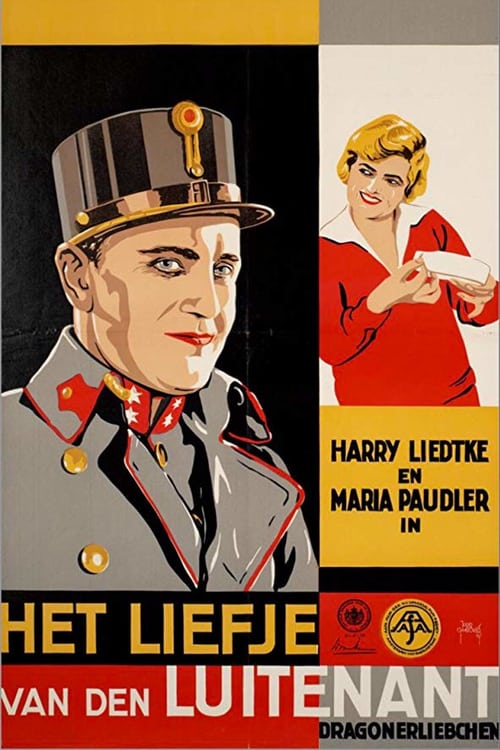 HARRY LIEDTKE
EN
MARIA PAUDLER
IN
HET LIEFJE
VAN DEN LUITENANT
DRAGONERLIEBCHEN